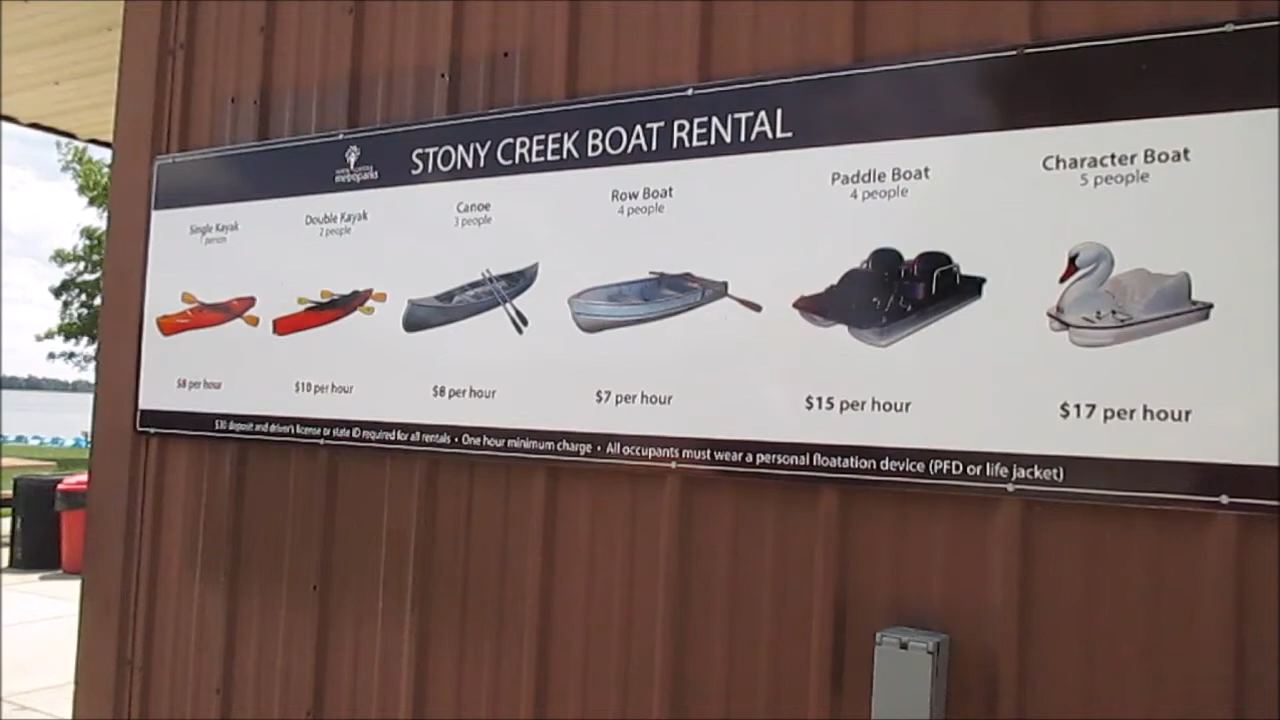 metroparks
STONY CREEK BOAT RENTAL
Single Kayak
1 person
$8 per hour
Double Kayak
2 people
$10 per hour
Canoe
3 people
$8 per hour
Row Boat
4 people
$7 per hour
Paddle Boat
4 people
$15 per hour
Character Boat
5 people
$17 per hour
$30 deposit and driver's license or state ID required for all rentals • One hour minimum charge • All occupants must wear a personal floatation device (PFD or life jacket)